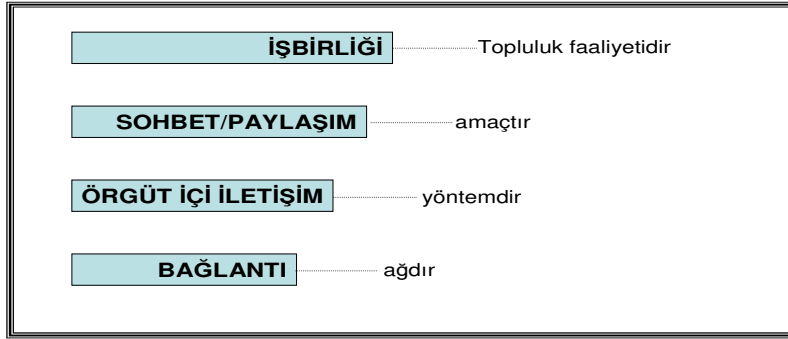 İŞBİRLİĞİ Topluluk faaliyetidir
SOHBET/PAYLAŞIM amaçtır
ÖRGÜT İÇİ İLETİŞİM yöntemdir
BAĞLANTI ağdır